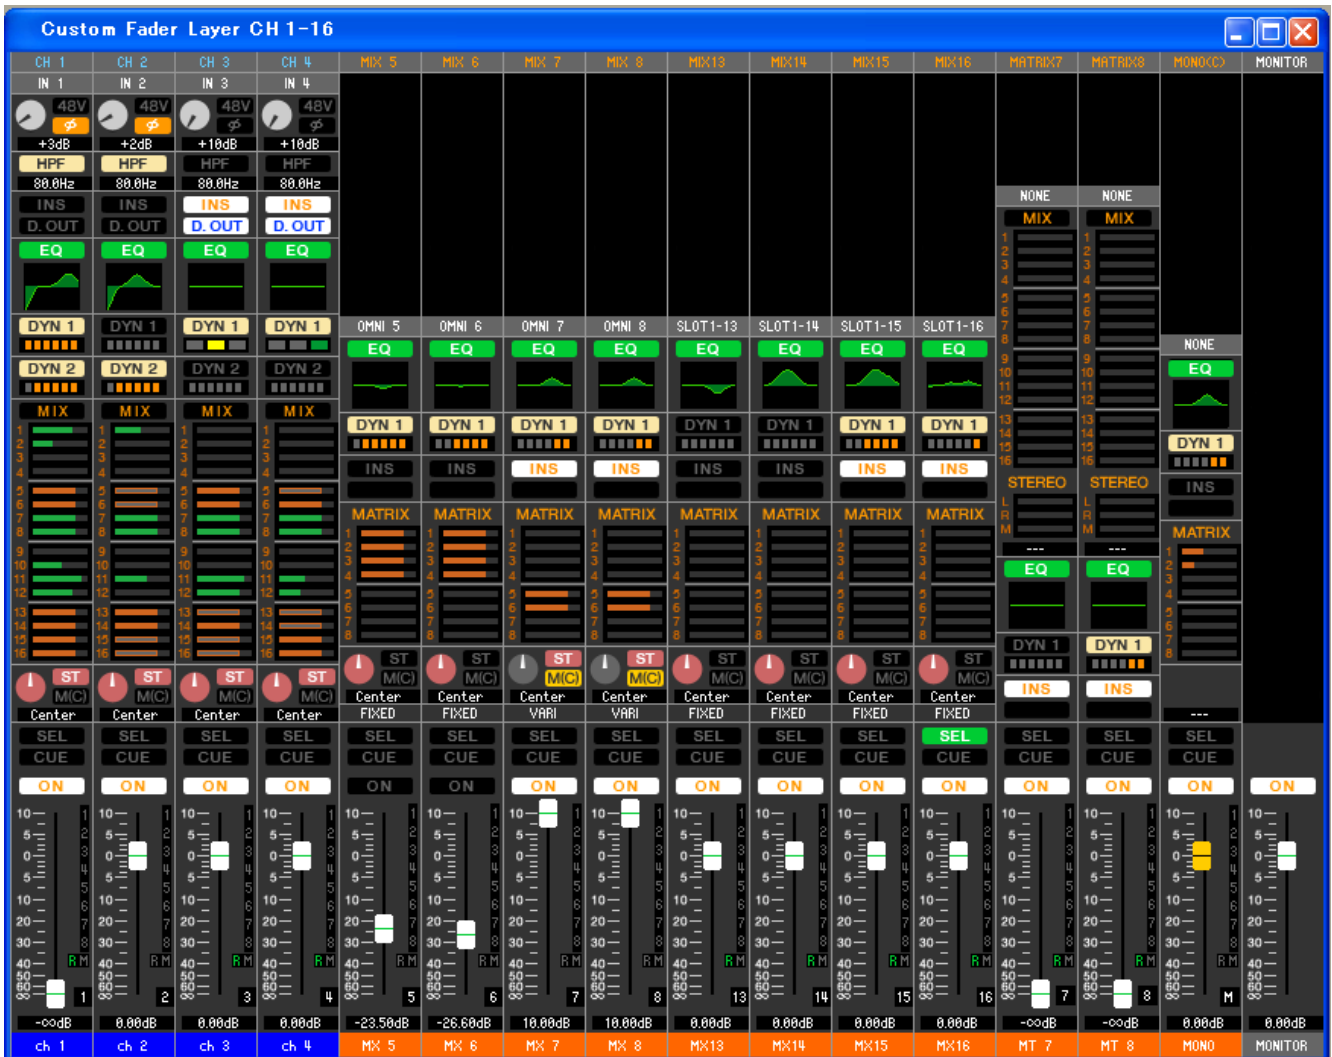 Custom Fader Layer CH 1-16
CH 1 CH 2 CH 3 CH 4 MIX 5 MIX 6 MIX 7 MIX 8 MIX13 MIX14 MIX15 MIX16 MATRIX7 MATRIX8 MONO(C) MONITOR
IN 1 IN 2 IN 3 IN 4
48V 48V 48V 48V
ø ø ø ø
+3dB +2dB +10dB +10dB
HPF HPF HPF HPF
80.0Hz 80.0Hz 80.0Hz 80.0Hz
INS INS INS INS NONE NONE
D. OUT D. OUT D. OUT D. OUT MIX MIX
EQ EQ EQ EQ
DYN 1 DYN 1 DYN 1 DYN 1 OMNI 5 OMNI 6 OMNI 7 OMNI 8 SLOT1-13 SLOT1-14 SLOT1-15 SLOT1-16
NONE
EQ EQ EQ EQ EQ EQ EQ EQ
DYN 2 DYN 2 DYN 2 DYN 2 EQ
MIX MIX MIX MIX
DYN 1 DYN 1 DYN 1 DYN 1 DYN 1 DYN 1 DYN 1 DYN 1
DYN 1
INS INS INS INS INS INS INS INS
STEREO STEREO INS
MATRIX MATRIX MATRIX MATRIX MATRIX MATRIX MATRIX MATRIX
MATRIX
--- ---
EQ EQ
DYN 1 DYN 1
ST ST ST ST ST ST ST ST
ST ST ST ST M(C) M(C) M(C) M(C) M(C) M(C) M(C) M(C)
INS INS
M(C) M(C) M(C) M(C) Center Center Center Center Center Center Center Center
Center Center Center Center FIXED FIXED VARI VARI FIXED FIXED FIXED FIXED ---
SEL SEL SEL SEL SEL SEL SEL SEL SEL SEL SEL SEL SEL SEL SEL
CUE CUE CUE CUE CUE CUE CUE CUE CUE CUE CUE CUE CUE CUE CUE
ON ON ON ON ON ON ON ON ON ON ON ON ON ON ON ON
1 2 3 4 5 6 7 8 13 14 15 16 7 8 M
-∞dB 0.00dB 0.00dB 0.00dB -23.50dB -26.60dB 10.00dB 10.00dB 0.00dB 0.00dB 0.00dB 0.00dB -∞dB -∞dB 0.00dB 0.00dB
ch 1 ch 2 ch 3 ch 4 MX 5 MX 6 MX 7 MX 8 MX13 MX14 MX15 MX16 MT 7 MT 8 MONO MONITOR